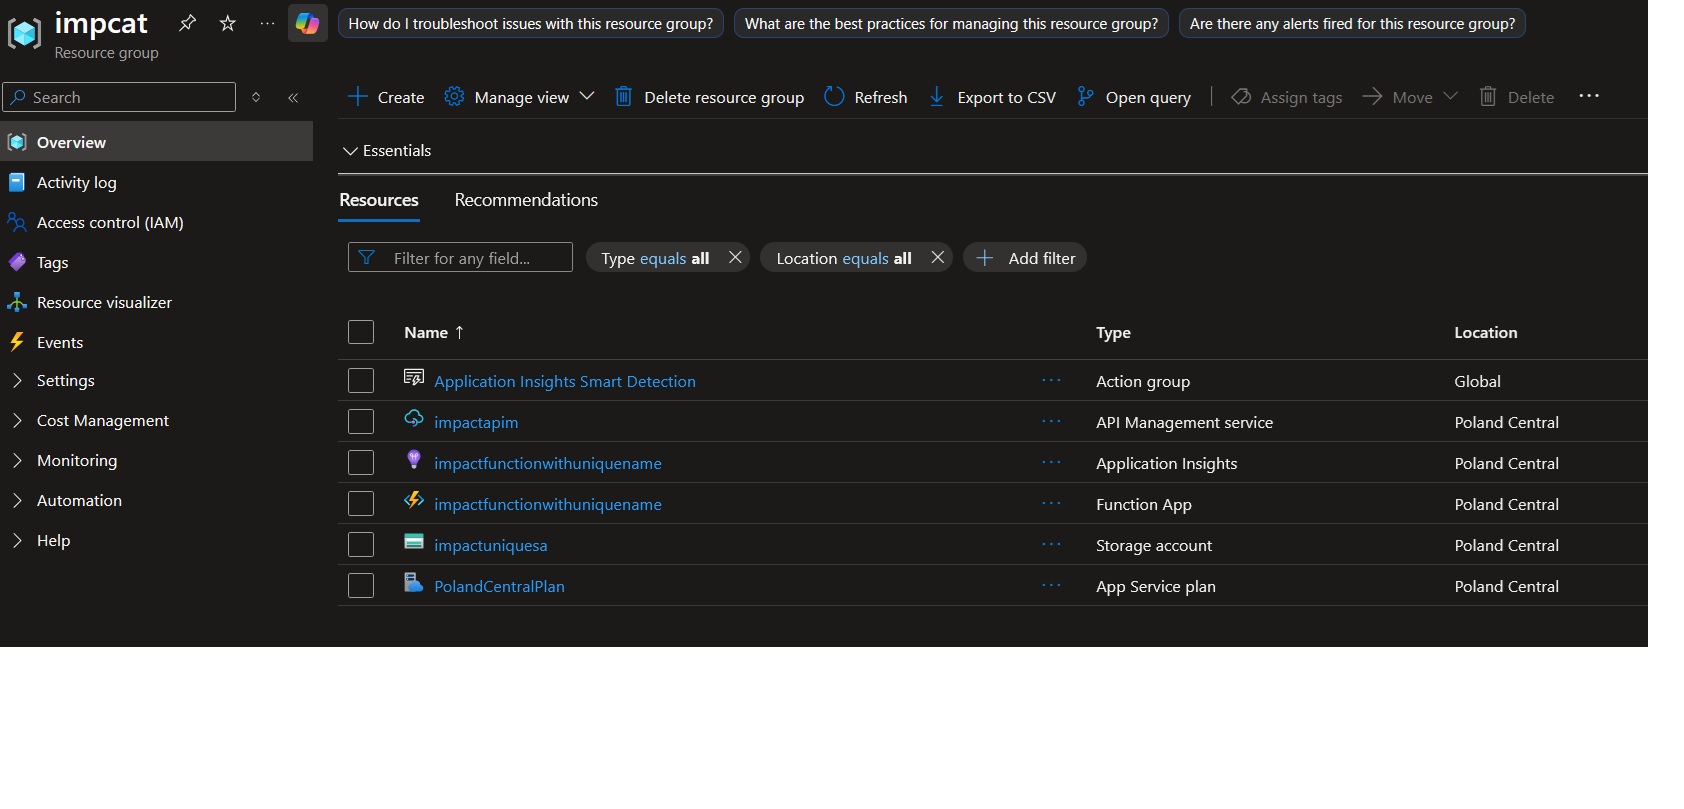 impcat
Resource group
How do I troubleshoot issues with this resource group?
What are the best practices for managing this resource group?
Are there any alerts fired for this resource group?
Search
Overview
Activity log
Access control (IAM)
Tags
Resource visualizer
Events
Settings
Cost Management
Monitoring
Automation
Help
Create Manage view Delete resource group Refresh Export to CSV Open query Assign tags Move Delete
Essentials
Resources Recommendations
Filter for any field... Type equals all Location equals all Add filter
Name ↑ Type Location
Application Insights Smart Detection Action group Global
impactapim API Management service Poland Central
impactfunctionwithuniquename Application Insights Poland Central
impactfunctionwithuniquename Function App Poland Central
impactuniquesa Storage account Poland Central
PolandCentralPlan App Service plan Poland Central